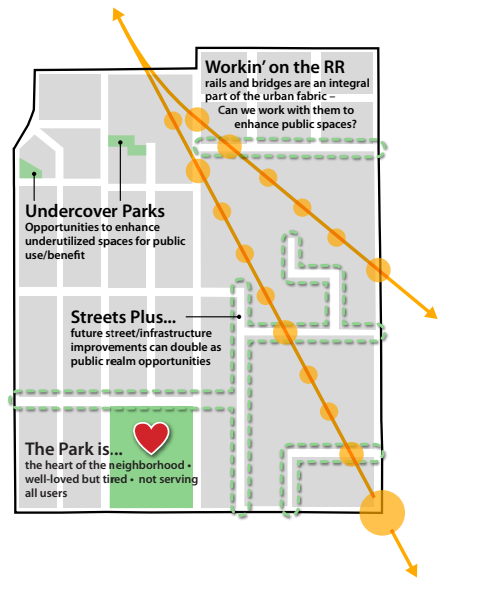 Workin’ on the RR
rails and bridges are an integral
part of the urban fabric –
Can we work with them to
enhance public spaces?
Undercover Parks
Opportunities to enhance
underutilized spaces for public
use/benefit
Streets Plus...
future street/infrastructure
improvements can double as
public realm opportunities
The Park is...
the heart of the neighborhood •
well-loved but tired • not serving
all users